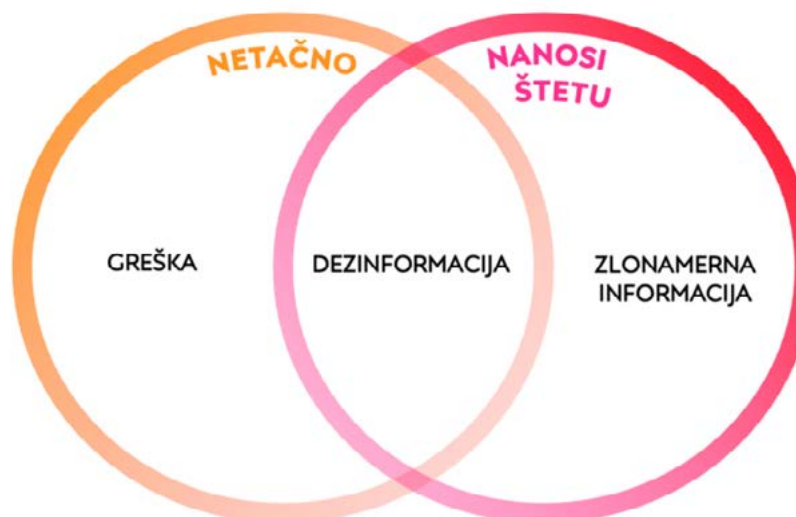 NETAČNO
NANOSI
ŠTETU
GREŠKA
DEZINFORMACIJA
ZLONAMERNA
INFORMACIJA